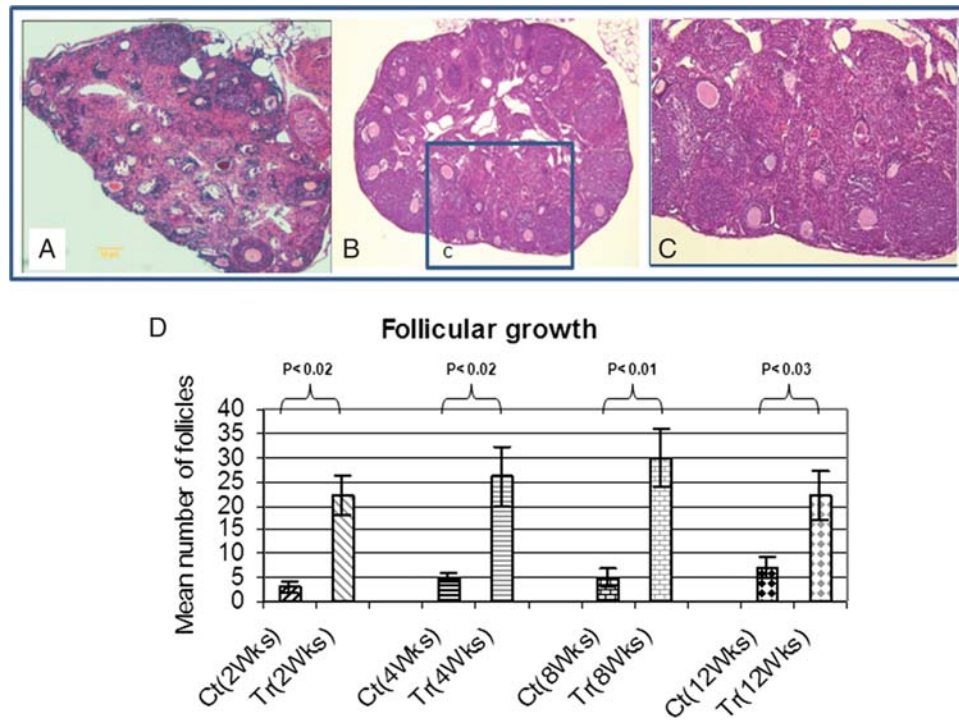 A
B
c
C
D
Follicular growth
P< 0.02
P< 0.02
P< 0.01
P< 0.03
Mean number of follicles
40
35
30
25
20
15
10
5
0
Ct(2Wks)
Tr(2Wks)
Ct(4Wks)
Tr(4Wks)
Ct(8Wks)
Tr(8Wks)
Ct(12Wks)
Tr(12Wks)